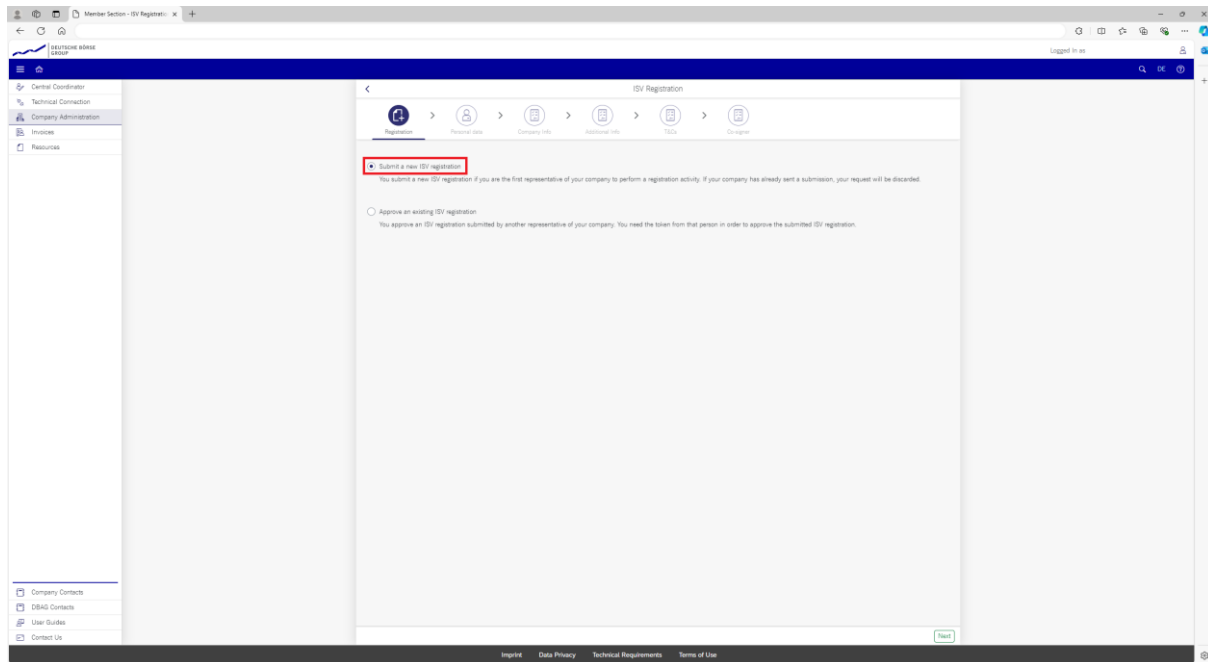 Member Section - ISV Registratic
DEUTSCHE BÖRSE
GROUP
Logged in as
DE
Central Coordinator
Technical Connection
Company Administration
Invoices
Resources
ISV Registration
Registration
Personal data
Company Info
Additional Info
T&Cs
Co-signer
Submit a new ISV registration
You submit a new ISV registration if you are the first representative of your company to perform a registration activity. If your company has already sent a submission, your request will be discarded.
Approve an existing ISV registration
You approve an ISV registration submitted by another representative of your company. You need the token from that person in order to approve the submitted ISV registration.
Company Contacts
DBAG Contacts
User Guides
Contact Us
Next
Imprint Data Privacy Technical Requirements Terms of Use